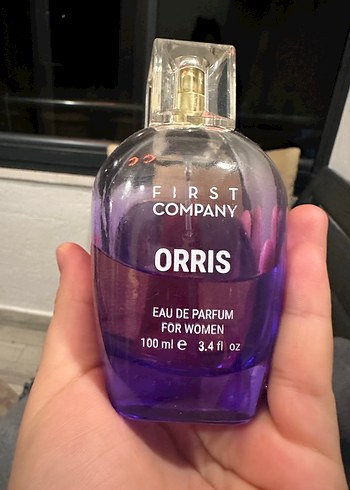 FIRST
COMPANY
ORRIS
EAU DE PARFUM
FOR WOMEN
100 ml e 3.4 fl oz